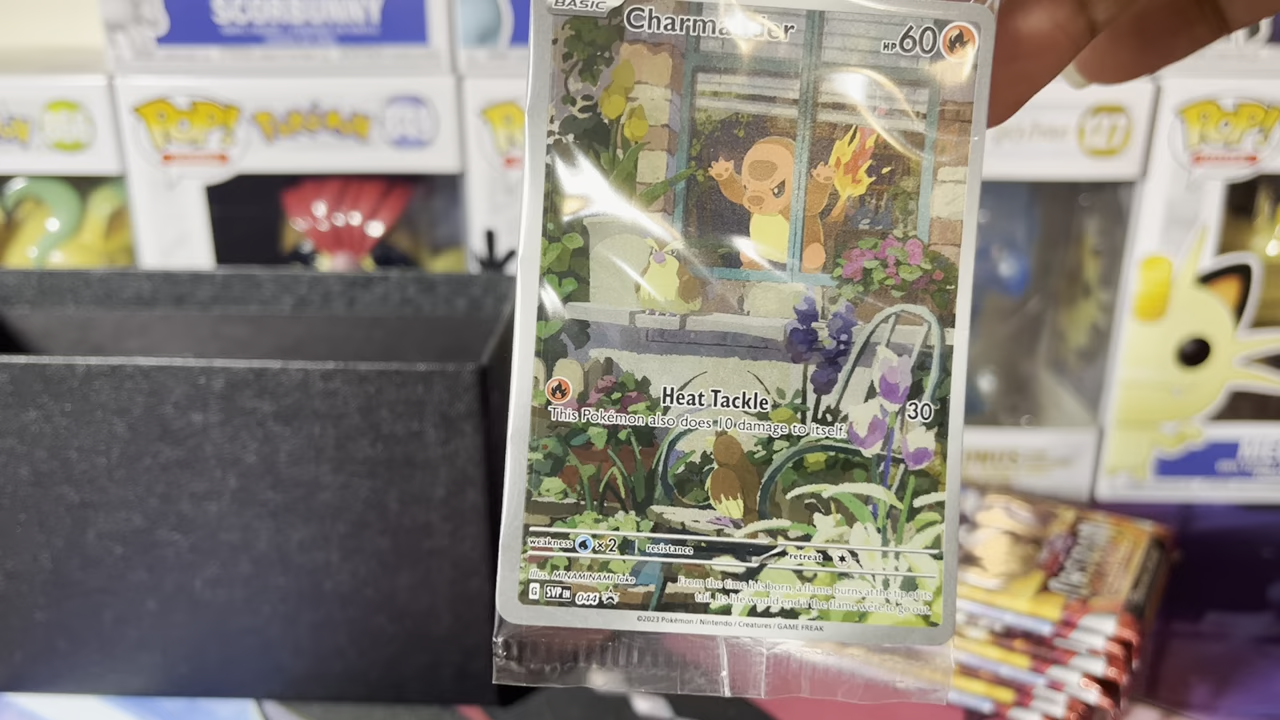 SCORBUNNY
BASIC
Charmander
HP 60
POP!
Pokémon
POP!
Heat Tackle
30
This Pokémon also does 10 damage to itself.
weakness
×2
resistance
retreat
Illus. MINAMINAMI Take
G SVP EN 044
From the time it is born, a flame burns at the tip of its
tail. Its life would end if the flame were to go out.
©2023 Pokémon / Nintendo / Creatures / GAME FREAK